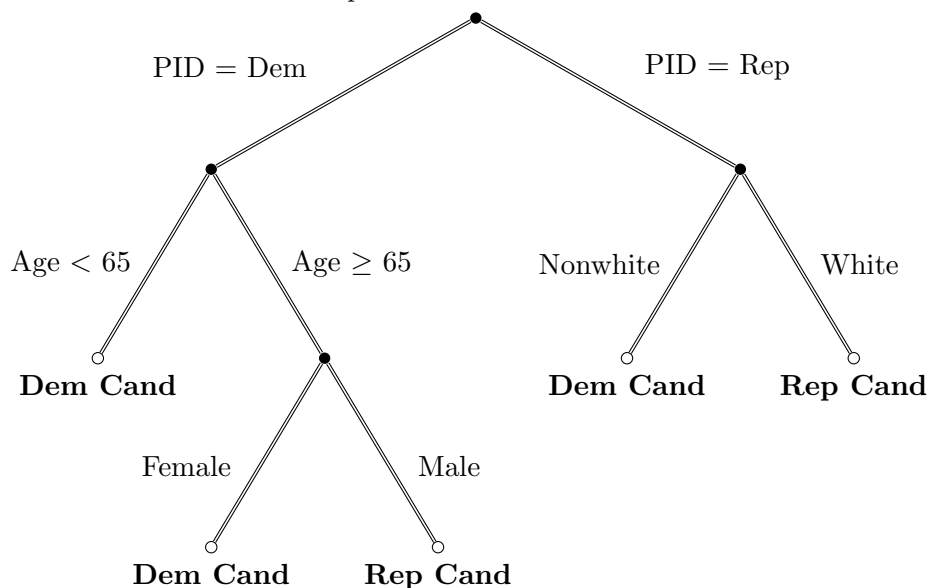 PID = Dem
PID = Rep
Age < 65
Age ≥ 65
Nonwhite
White
Dem Cand
Dem Cand
Rep Cand
Female
Male
Dem Cand
Rep Cand